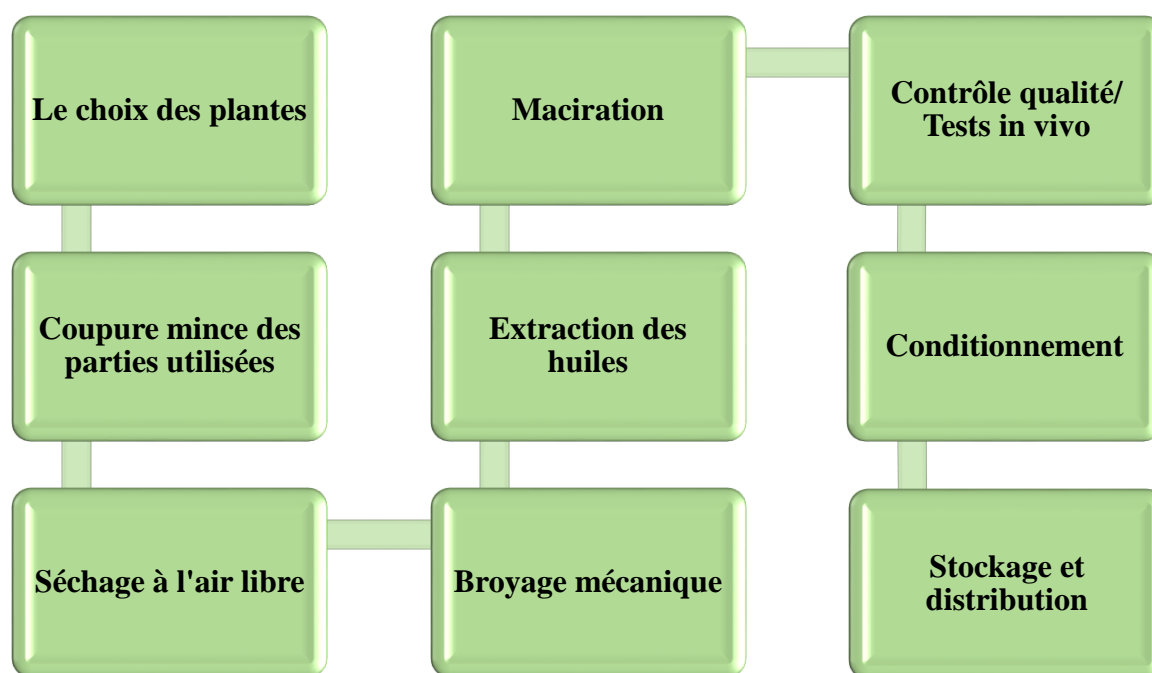 Le choix des plantes
Coupure mince des
parties utilisées
Séchage à l'air libre
Broyage mécanique
Extraction des
huiles
Maciration
Contrôle qualité/
Tests in vivo
Conditionnement
Stockage et
distribution